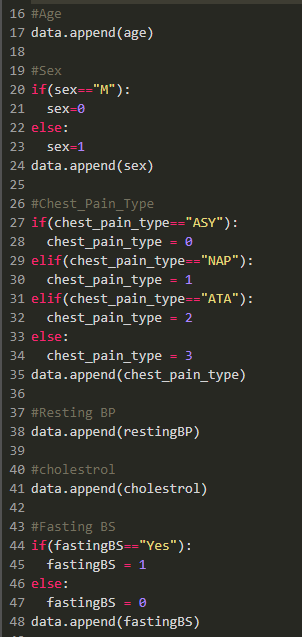 16 #Age
17 data.append(age)
18
19 #Sex
20 if(sex=="M"):
21   sex=0
22 else:
23   sex=1
24 data.append(sex)
25
26 #Chest_Pain_Type
27 if(chest_pain_type=="ASY"):
28   chest_pain_type = 0
29 elif(chest_pain_type=="NAP"):
30   chest_pain_type = 1
31 elif(chest_pain_type=="ATA"):
32   chest_pain_type = 2
33 else:
34   chest_pain_type = 3
35 data.append(chest_pain_type)
36
37 #Resting BP
38 data.append(restingBP)
39
40 #cholestrol
41 data.append(cholestrol)
42
43 #Fasting BS
44 if(fastingBS=="Yes"):
45   fastingBS = 1
46 else:
47   fastingBS = 0
48 data.append(fastingBS)